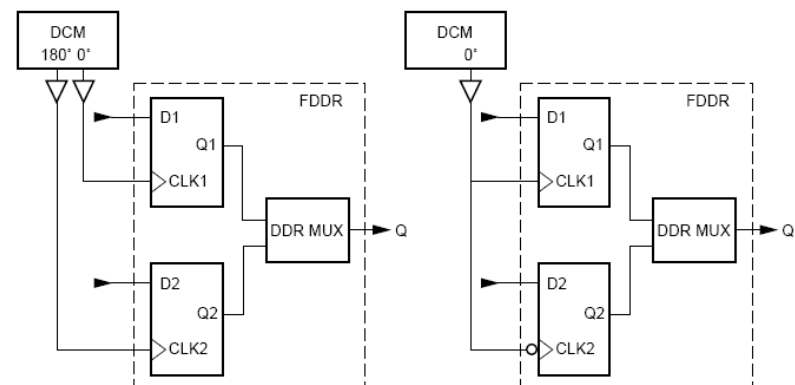 DCM
180° 0°
FDDR
D1
Q1
CLK1
DDR MUX
Q
D2
Q2
CLK2
DCM
0°
FDDR
D1
Q1
CLK1
DDR MUX
Q
D2
Q2
CLK2